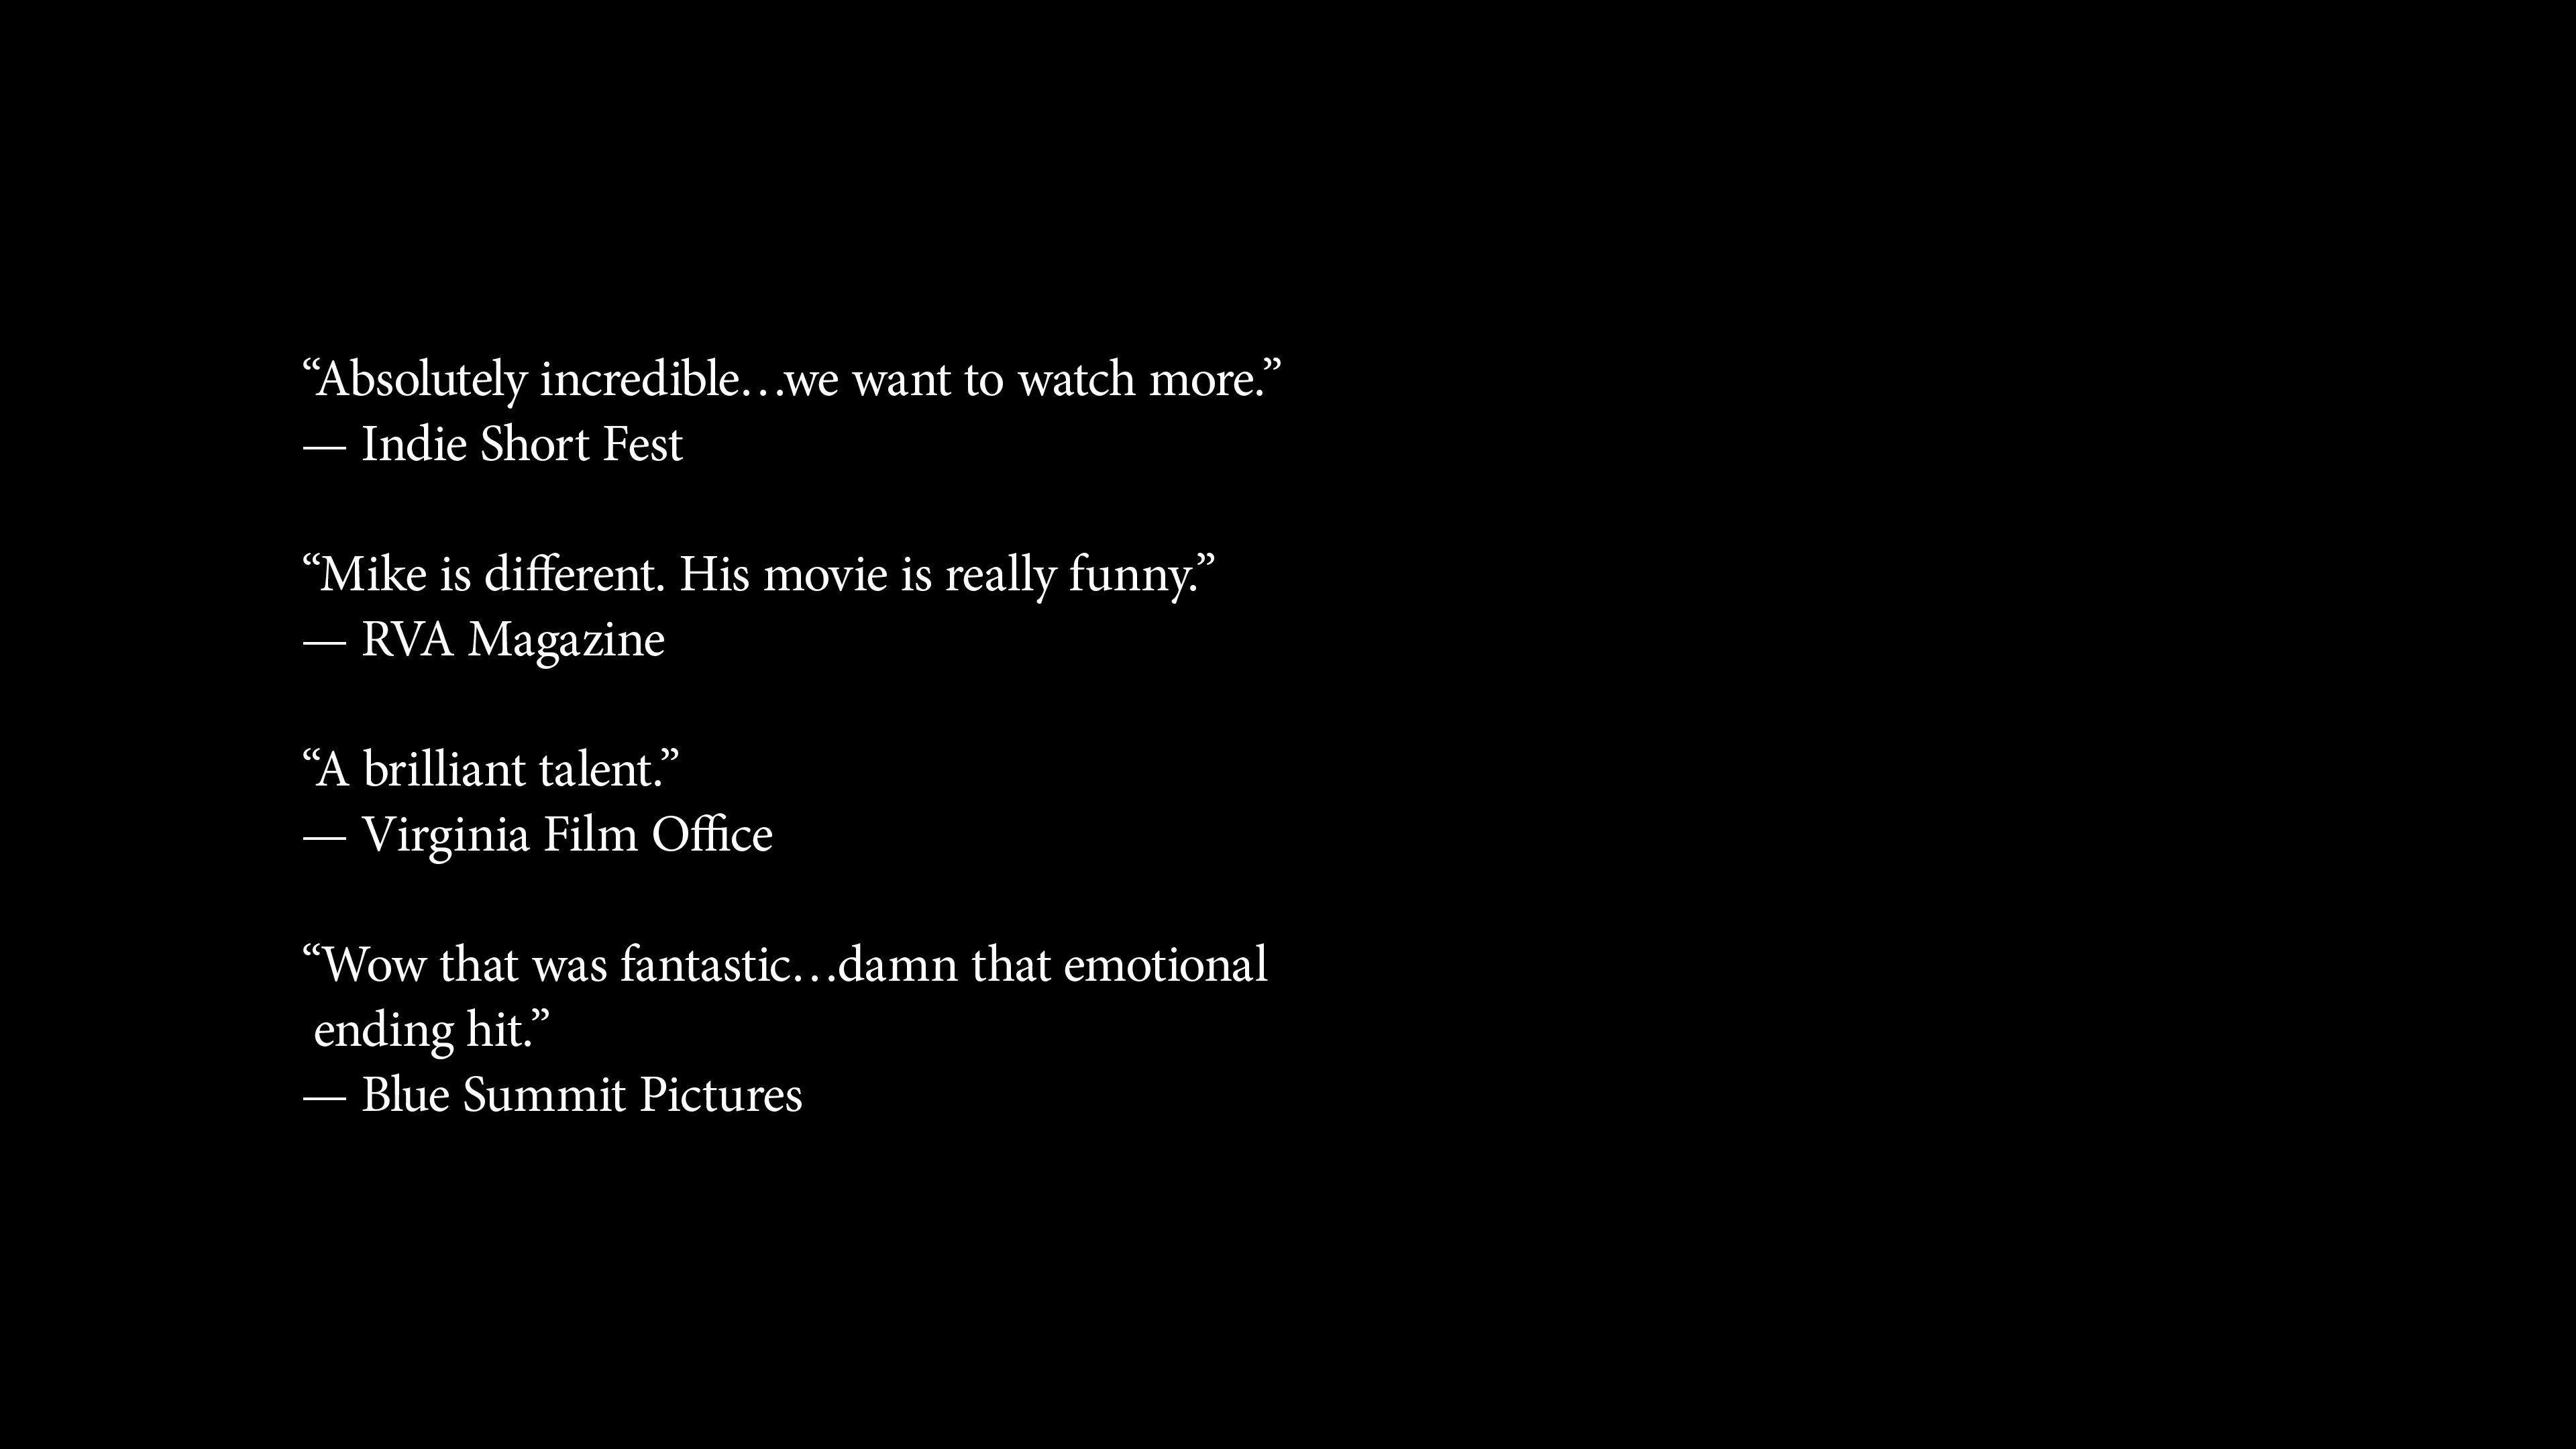 “Absolutely incredible…we want to watch more.”
— Indie Short Fest
“Mike is different. His movie is really funny.”
— RVA Magazine
“A brilliant talent.”
— Virginia Film Office
“Wow that was fantastic…damn that emotional
ending hit.”
— Blue Summit Pictures